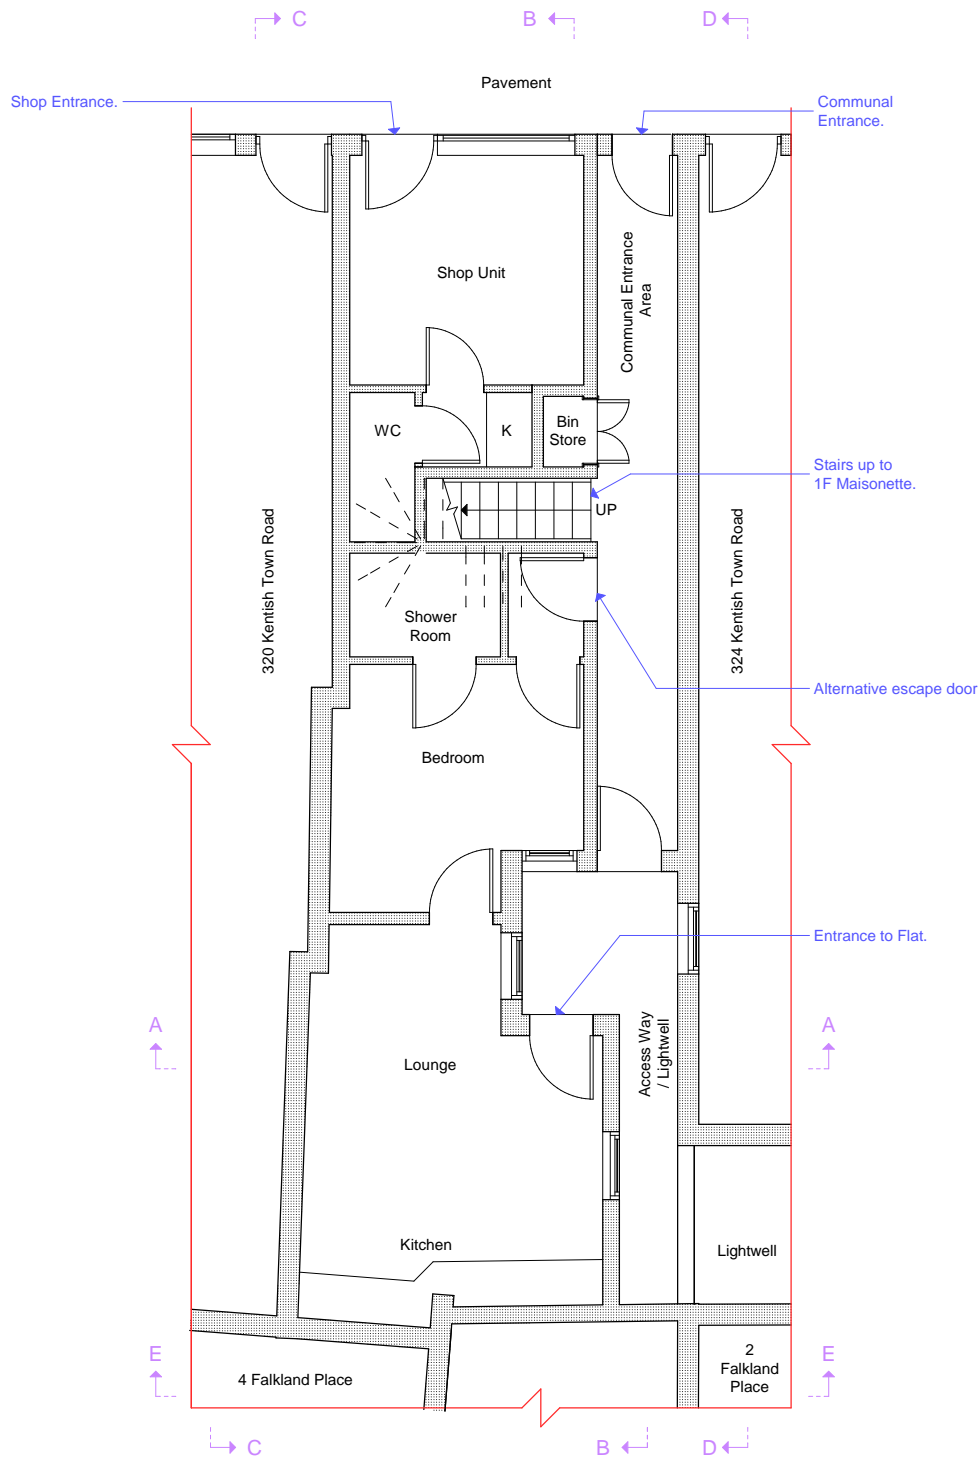 C
B
D
Pavement
Shop Entrance.
Communal
Entrance.
Shop Unit
Communal Entrance
Area
WC
K
Bin
Store
Stairs up to
1F Maisonette.
UP
320 Kentish Town Road
324 Kentish Town Road
Shower
Room
Alternative escape door
Bedroom
Entrance to Flat.
A
A
Lounge
Access Way
/ Lightwell
Kitchen
Lightwell
E
E
4 Falkland Place
2
Falkland
Place
C
B
D